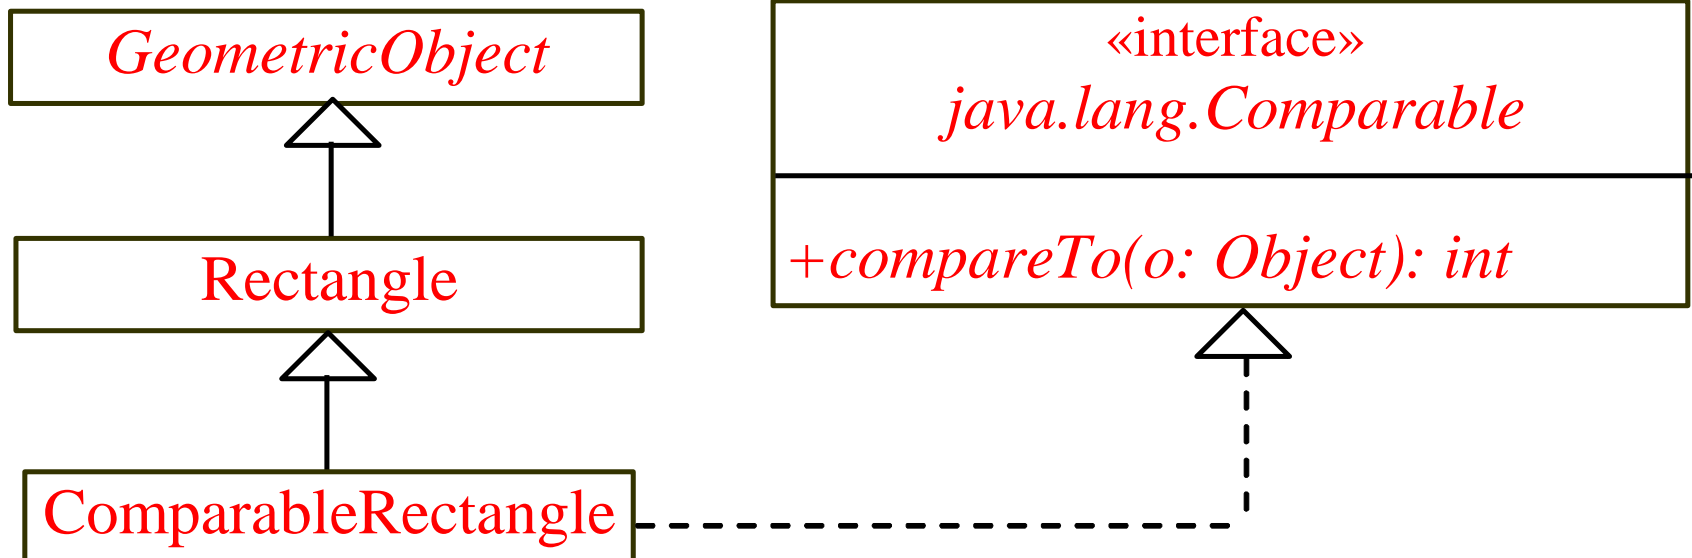 GeometricObject
Rectangle
ComparableRectangle
«interface»
java.lang.Comparable
+compareTo(o: Object): int